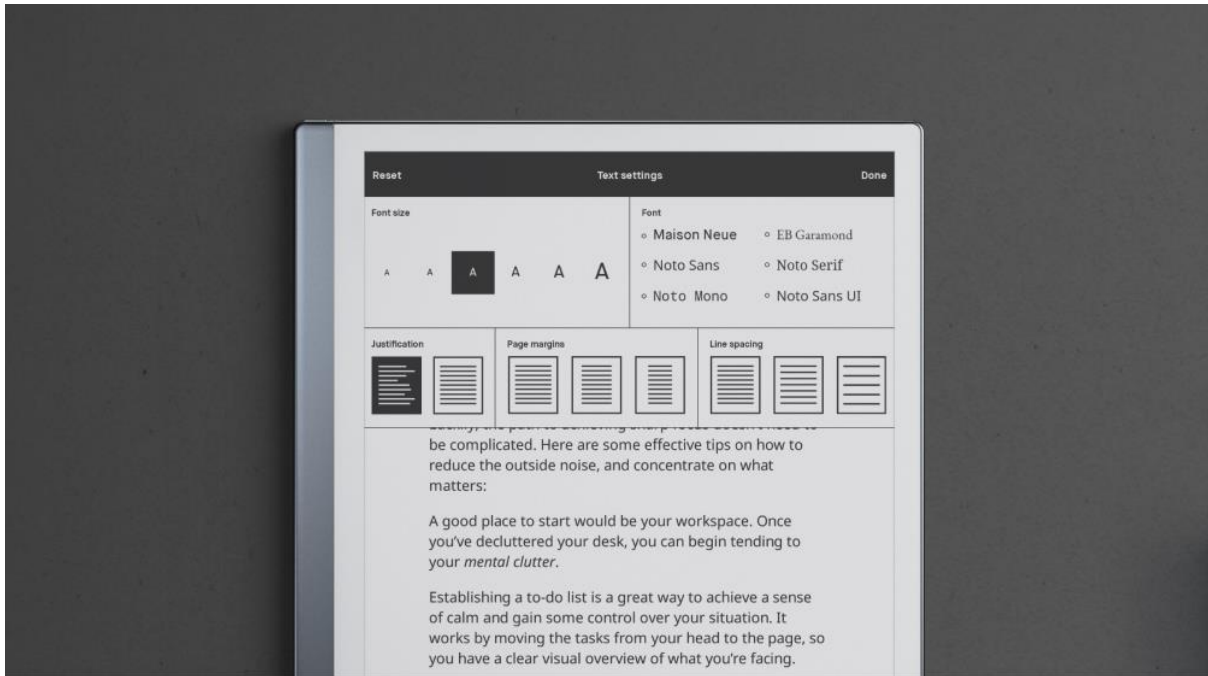 Reset Text settings Done
Font size
A A A A A A
Font
Maison Neue EB Garamond
Noto Sans Noto Serif
Noto Mono Noto Sans UI
Justification Page margins Line spacing
be complicated. Here are some effective tips on how to
reduce the outside noise, and concentrate on what
matters:
A good place to start would be your workspace. Once
you’ve decluttered your desk, you can begin tending to
your mental clutter.
Establishing a to-do list is a great way to achieve a sense
of calm and gain some control over your situation. It
works by moving the tasks from your head to the page, so
you have a clear visual overview of what you’re facing.